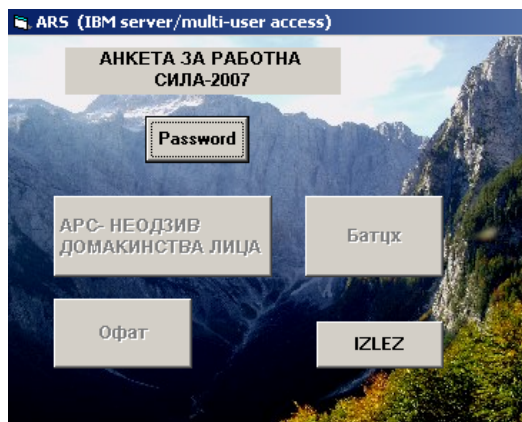 ARS (IBM server/multi-user access)
АНКЕТА ЗА РАБОТНА
СИЛА-2007
Password
АРС- НЕОДЗИВ
ДОМАКИНСТВА ЛИЦА
Батцх
Офат
IZLEZ